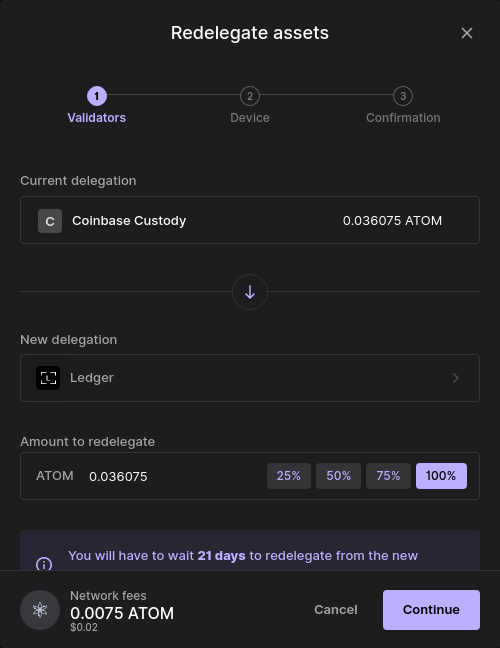 Redelegate assets
1 2 3
Validators Device Confirmation
Current delegation
C Coinbase Custody 0.036075 ATOM
New delegation
L Ledger
Amount to redelegate
ATOM 0.036075 25% 50% 75% 100%
You will have to wait 21 days to redelegate from the new
Network fees
0.0075 ATOM
$0.02
Cancel Continue